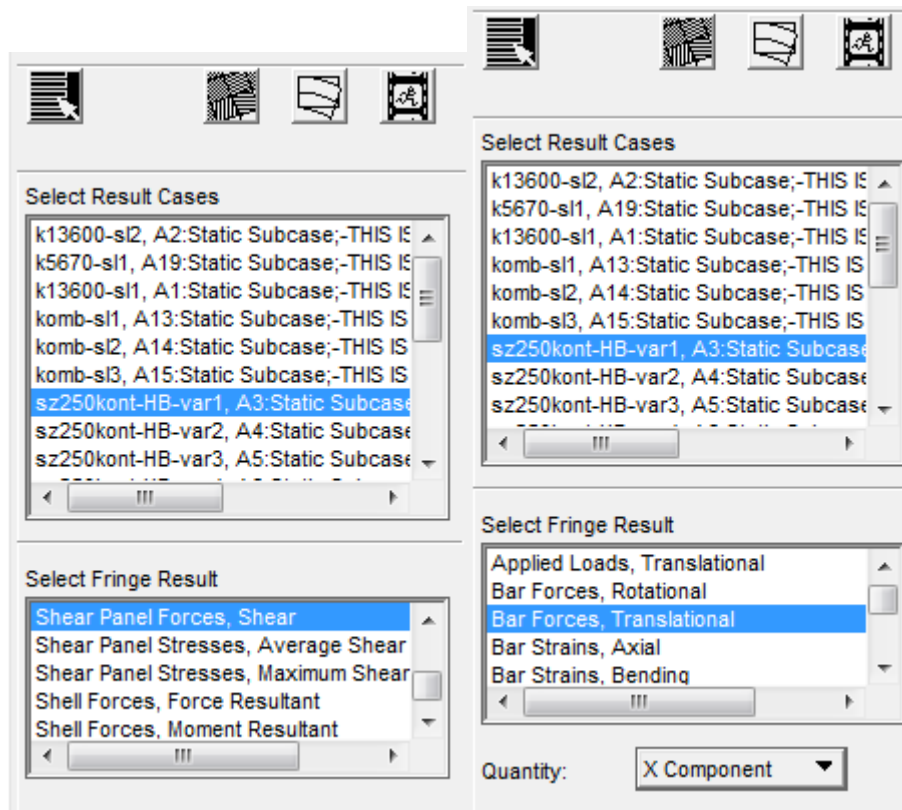 Select Result Cases
k13600-sl2, A2:Static Subcase;-THIS IS
k5670-sl1, A19:Static Subcase;-THIS IS
k13600-sl1, A1:Static Subcase;-THIS IS
komb-sl1, A13:Static Subcase;-THIS IS
komb-sl2, A14:Static Subcase;-THIS IS
komb-sl3, A15:Static Subcase;-THIS IS
sz250kont-HB-var1, A3:Static Subcase
sz250kont-HB-var2, A4:Static Subcase
sz250kont-HB-var3, A5:Static Subcase
Select Fringe Result
Shear Panel Forces, Shear
Shear Panel Stresses, Average Shear
Shear Panel Stresses, Maximum Shear
Shell Forces, Force Resultant
Shell Forces, Moment Resultant
Select Result Cases
k13600-sl2, A2:Static Subcase;-THIS IS
k5670-sl1, A19:Static Subcase;-THIS IS
k13600-sl1, A1:Static Subcase;-THIS IS
komb-sl1, A13:Static Subcase;-THIS IS
komb-sl2, A14:Static Subcase;-THIS IS
komb-sl3, A15:Static Subcase;-THIS IS
sz250kont-HB-var1, A3:Static Subcase
sz250kont-HB-var2, A4:Static Subcase
sz250kont-HB-var3, A5:Static Subcase
Select Fringe Result
Applied Loads, Translational
Bar Forces, Rotational
Bar Forces, Translational
Bar Strains, Axial
Bar Strains, Bending
Quantity: X Component